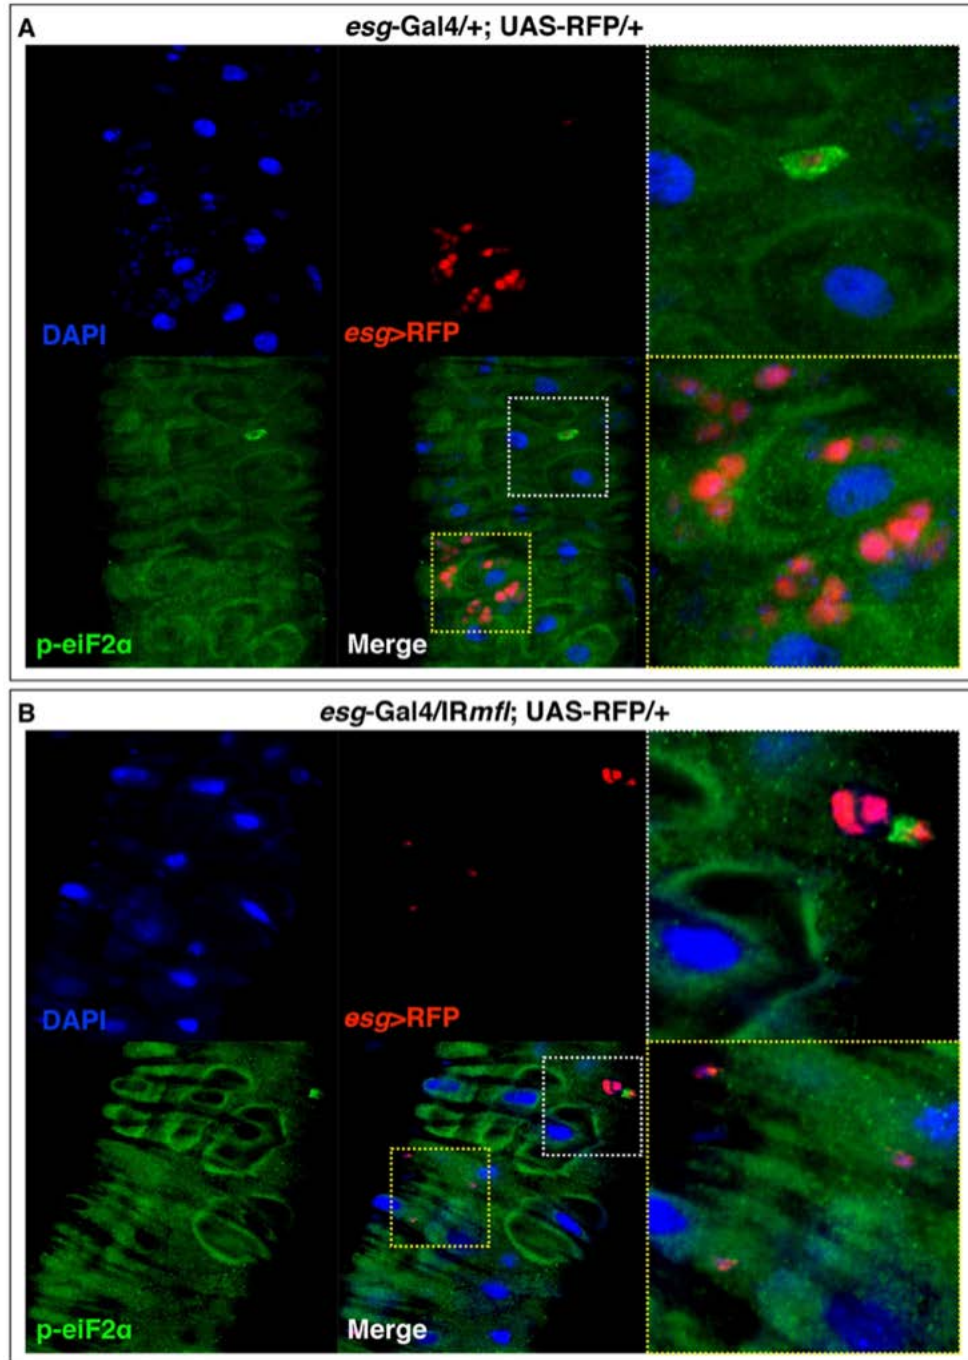 A
esg-Gal4/+; UAS-RFP/+
DAPI
esg>RFP
p-eiF2α
Merge
B
esg-Gal4/IRmfl; UAS-RFP/+
DAPI
esg>RFP
p-eiF2α
Merge